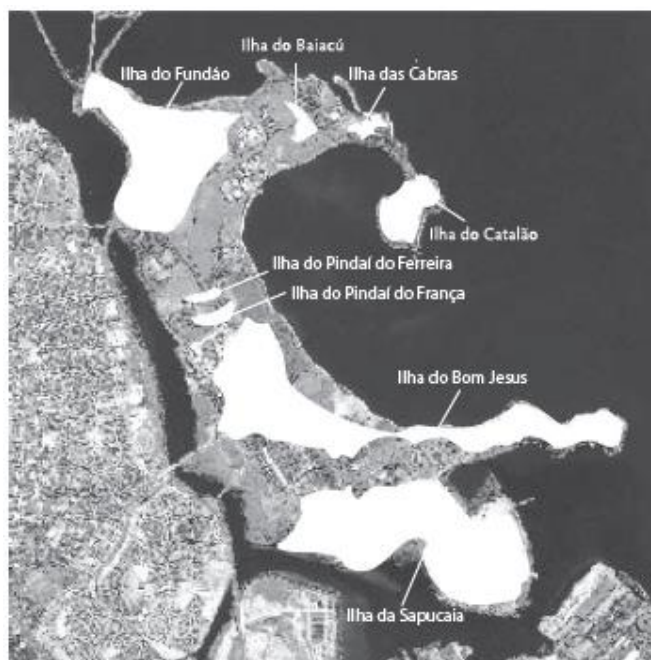 Ilha do Baiacú
Ilha do Fundão
Ilha das Cabras
Ilha do Catalão
Ilha do Pindaí do Ferreira
Ilha do Pindaí do França
Ilha do Bom Jesus
Ilha da Sapucaia